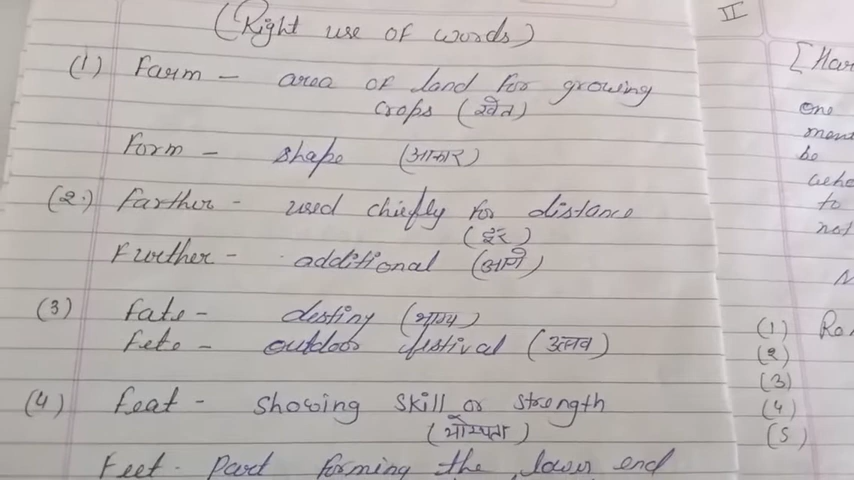 (Right use of words)
(1) Farm - area of land for growing
crops (खेत)
Form - shape (आकार)
(2.) Farther - used chiefly for distance
(दूर)
Further - additional (आगे)
(3) Fate - destiny (भाग्य)
Fete - outdoor festival (उत्सव)
(4) Feat - showing skill or strength
(योग्यता)
Feet - Part forming the lower end
II
one
be
to
not
(1)
(2)
(3)
(4)
(5)